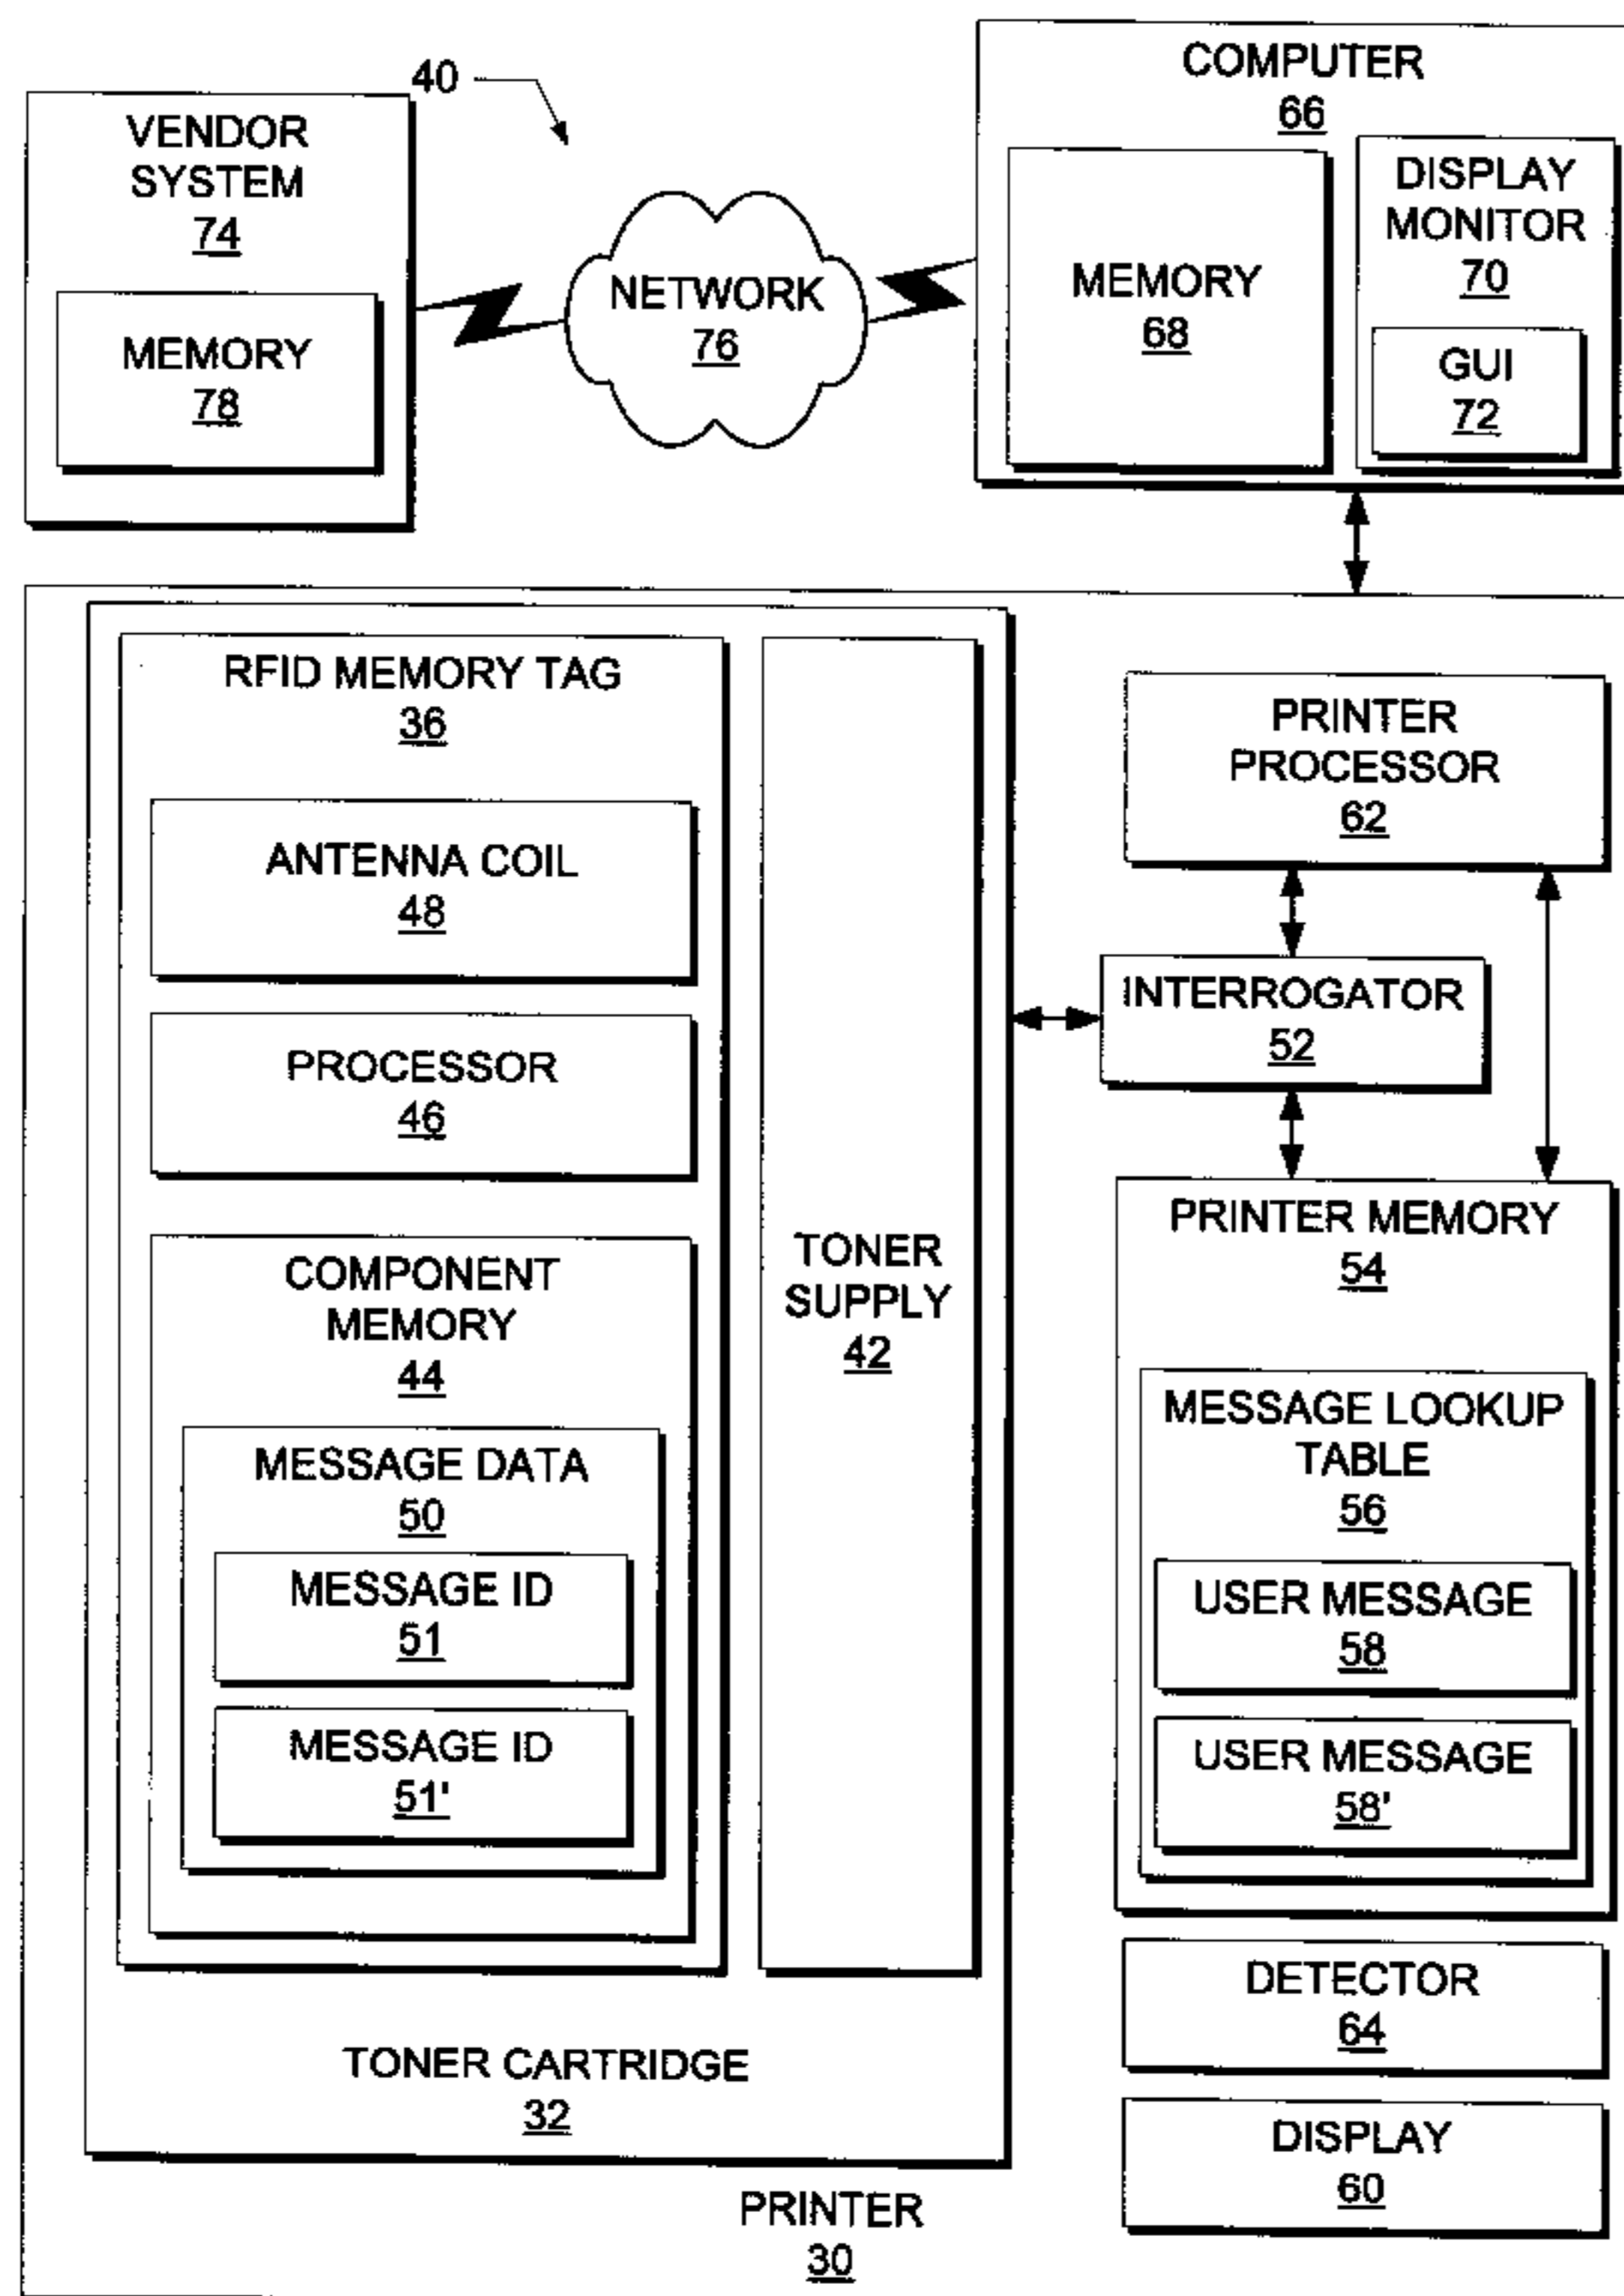 40
VENDOR
SYSTEM
74
MEMORY
78
NETWORK
76
COMPUTER
66
MEMORY
68
DISPLAY
MONITOR
70
GUI
72
RFID MEMORY TAG
36
ANTENNA COIL
48
PROCESSOR
46
COMPONENT
MEMORY
44
MESSAGE DATA
50
MESSAGE ID
51
MESSAGE ID
51'
TONER
SUPPLY
42
TONER CARTRIDGE
32
PRINTER
PROCESSOR
62
INTERROGATOR
52
PRINTER MEMORY
54
MESSAGE LOOKUP
TABLE
56
USER MESSAGE
58
USER MESSAGE
58'
DETECTOR
64
DISPLAY
60
PRINTER
30